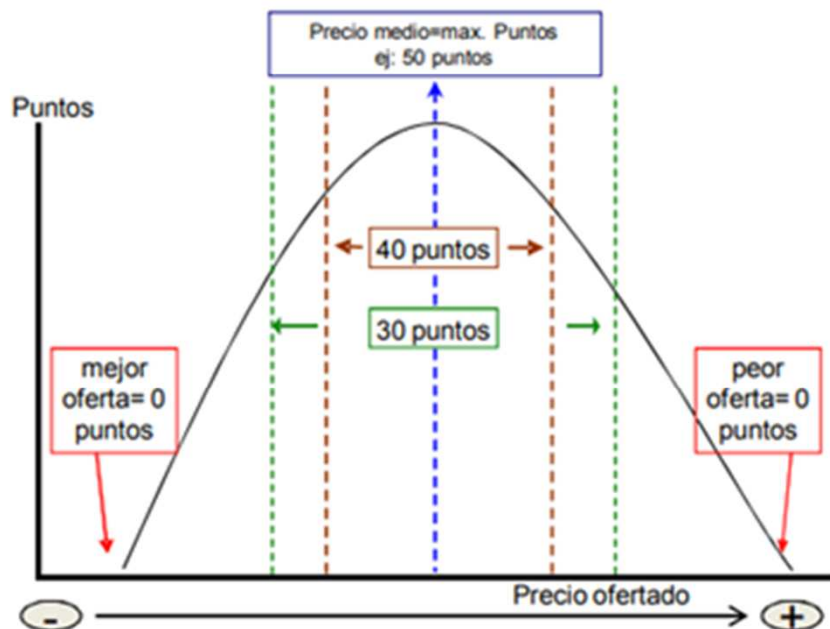 Precio medio=max. Puntos
ej: 50 puntos
Puntos
40 puntos
30 puntos
mejor
oferta= 0
puntos
peor
oferta= 0
puntos
Precio ofertado
-
+